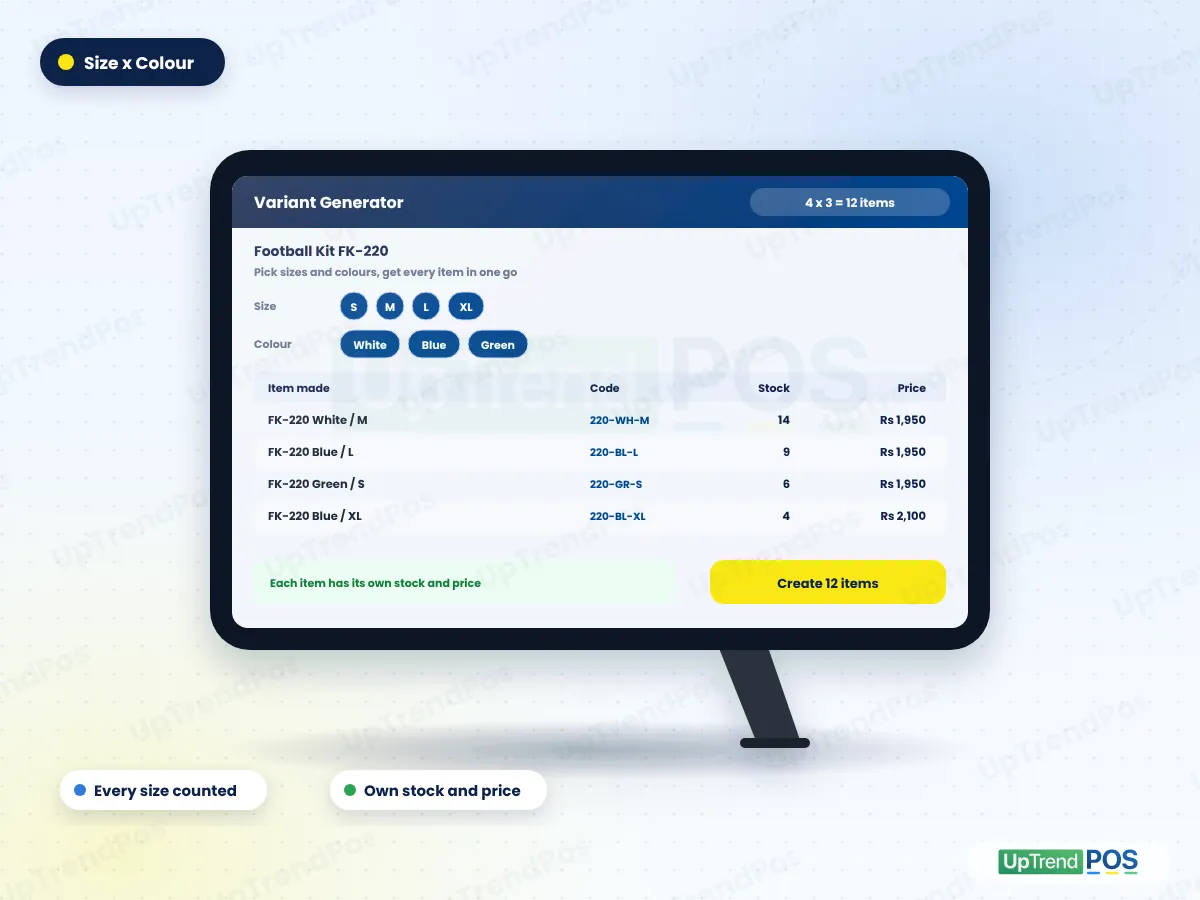 Size x Colour
Variant Generator
4 x 3 = 12 items
Football Kit FK-220
Pick sizes and colours, get every item in one go
Size S M L XL
Colour White Blue Green
Item made Code Stock Price
FK-220 White / M 220-WH-M 14 Rs 1,950
FK-220 Blue / L 220-BL-L 9 Rs 1,950
FK-220 Green / S 220-GR-S 6 Rs 1,950
FK-220 Blue / XL 220-BL-XL 4 Rs 2,100
Each item has its own stock and price
Create 12 items
Every size counted
Own stock and price
UpTrend POS